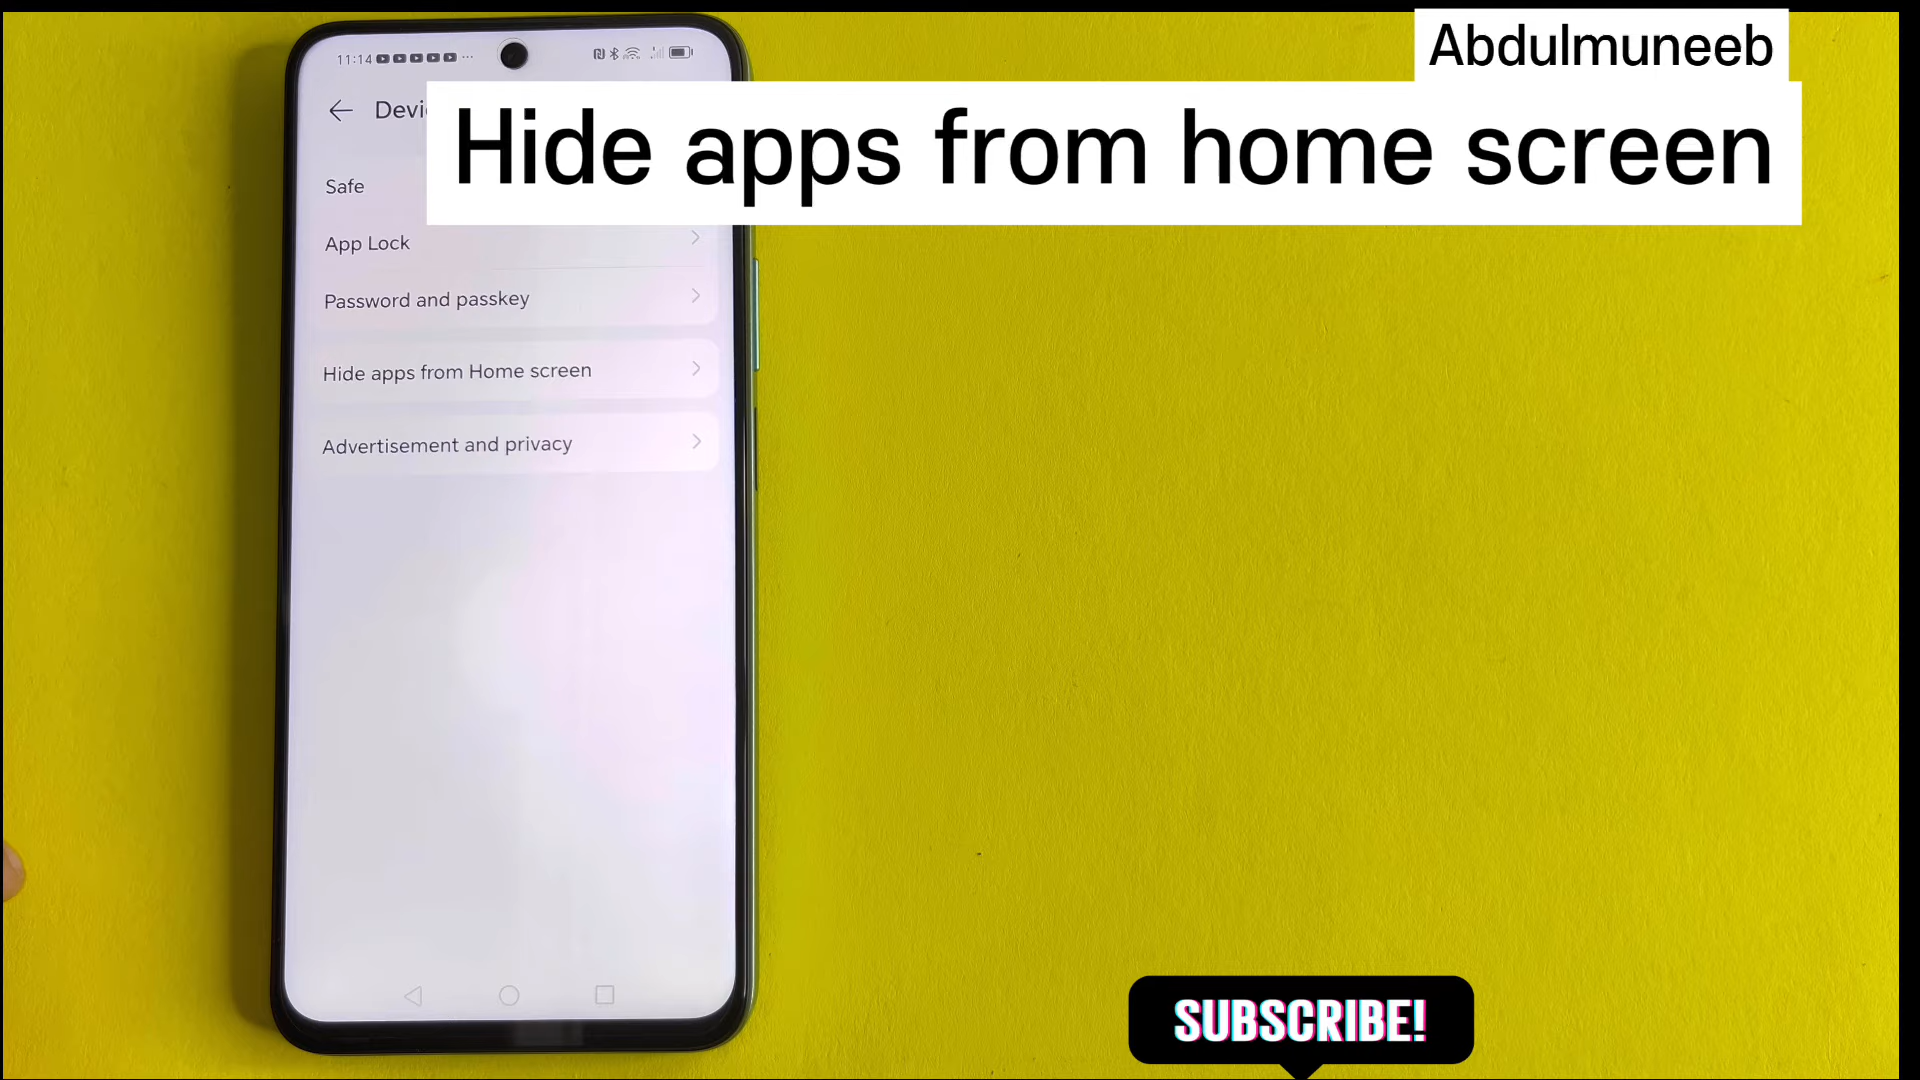 Abdulmuneeb
Hide apps from home screen
11:14
Devi
Safe
App Lock
Password and passkey
Hide apps from Home screen
Advertisement and privacy
SUBSCRIBE!